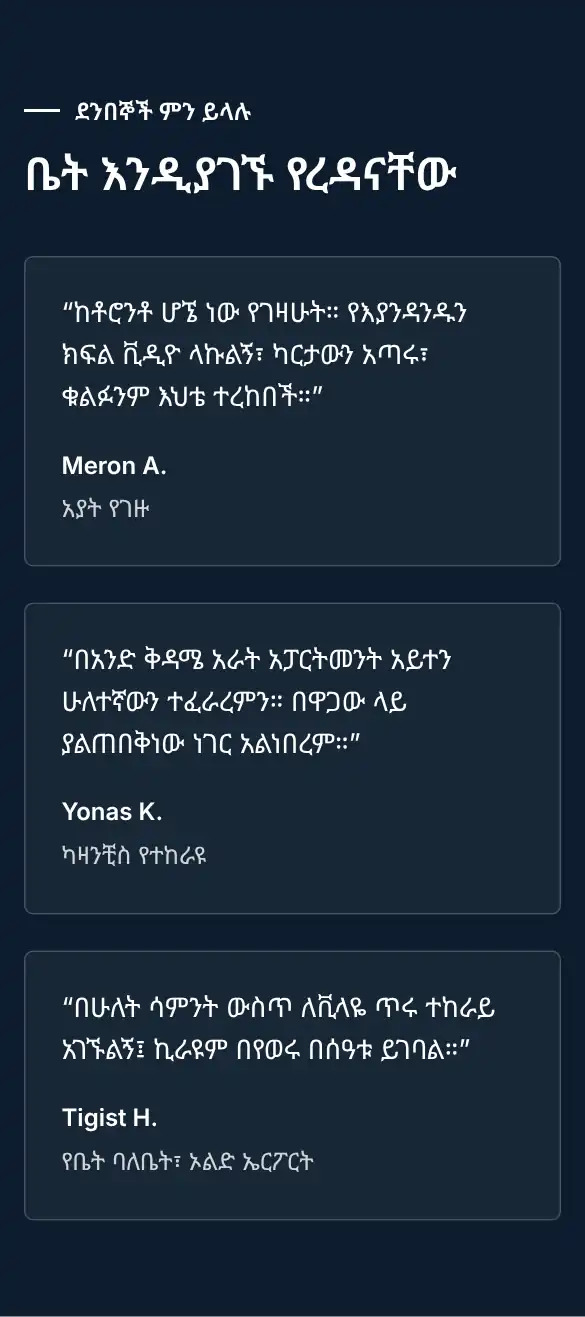 ደንበኞች ምን ይላሉ
ቤት እንዲያገኙ የረዳናቸው
“ከቶሮንቶ ሆኜ ነው የገዛሁት። የእያንዳንዱን
ክፍል ቪዲዮ ላኩልኝ፣ ካርታውን አጣሩ፣
ቁልፉንም እህቴ ተረከበች።”
Meron A.
አያት የገዙ
“በአንድ ቅዳሜ አራት አፓርትመንት አይተን
ሁለተኛውን ተፈራረምን። በዋጋው ላይ
ያልጠበቅነው ነገር አልነበረም።”
Yonas K.
ካዛንቺስ የተከራዩ
“በሁለት ሳምንት ውስጥ ለቪላዬ ጥሩ ተከራይ
አገኙልኝ፤ ኪራዩም በየወሩ በሰዓቱ ይገባል።”
Tigist H.
የቤት ባለቤት፣ ኦልድ ኤርፖርት